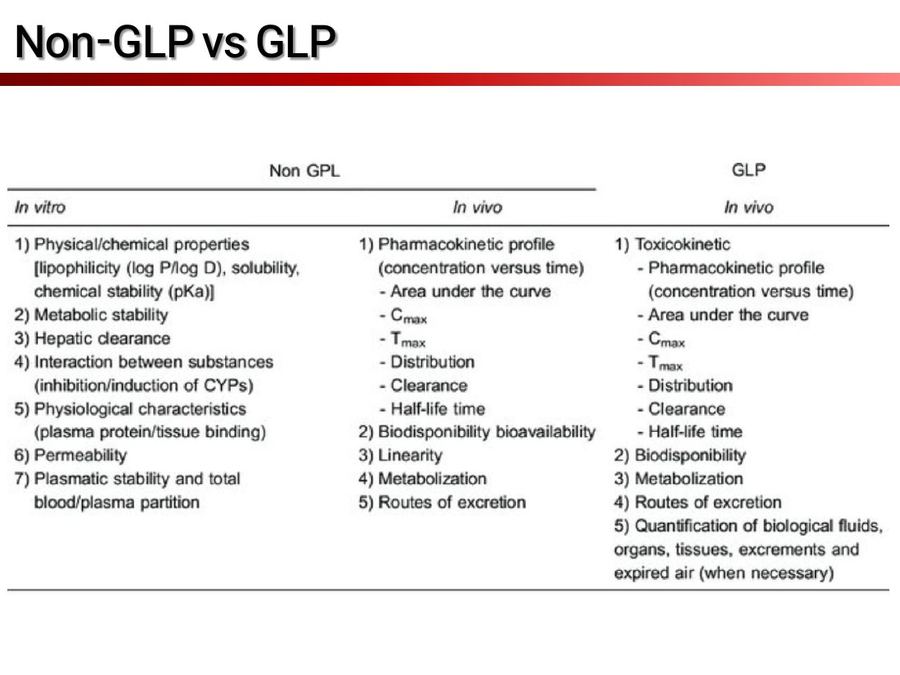 Non-GLP vs GLP
Non GPL
GLP
In vitro
In vivo
In vivo
1) Physical/chemical properties
[lipophilicity (log P/log D), solubility,
chemical stability (pKa)]
2) Metabolic stability
3) Hepatic clearance
4) Interaction between substances
(inhibition/induction of CYPs)
5) Physiological characteristics
(plasma protein/tissue binding)
6) Permeability
7) Plasmatic stability and total
blood/plasma partition
1) Pharmacokinetic profile
(concentration versus time)
- Area under the curve
- Cmax
- Tmax
- Distribution
- Clearance
- Half-life time
2) Biodisponibility bioavailability
3) Linearity
4) Metabolization
5) Routes of excretion
1) Toxicokinetic
- Pharmacokinetic profile
(concentration versus time)
- Area under the curve
- Cmax
- Tmax
- Distribution
- Clearance
- Half-life time
2) Biodisponibility
3) Metabolization
4) Routes of excretion
5) Quantification of biological fluids,
organs, tissues, excrements and
expired air (when necessary)